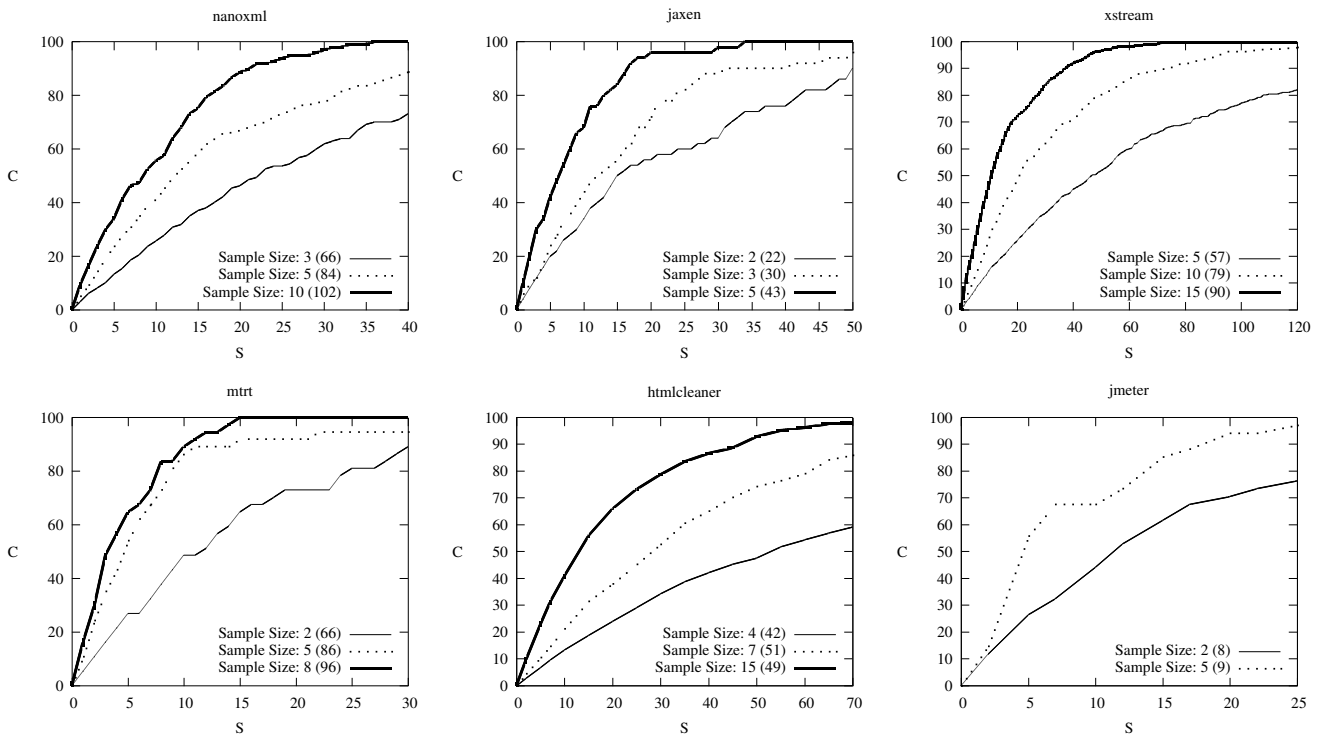 nanoxml
100
80
60
C
40
20
0
Sample Size: 3 (66)
Sample Size: 5 (84)
Sample Size: 10 (102)
0 5 10 15 20 25 30 35 40
S
jaxen
100
80
60
C
40
20
0
Sample Size: 2 (22)
Sample Size: 3 (30)
Sample Size: 5 (43)
0 5 10 15 20 25 30 35 40 45 50
S
xstream
100
90
80
70
60
50
C
40
30
20
10
0
Sample Size: 5 (57)
Sample Size: 10 (79)
Sample Size: 15 (90)
0 20 40 60 80 100 120
S
mtrt
100
80
60
C
40
20
0
Sample Size: 2 (66)
Sample Size: 5 (86)
Sample Size: 8 (96)
0 5 10 15 20 25 30
S
htmlcleaner
100
90
80
70
60
50
C
40
30
20
10
0
Sample Size: 4 (42)
Sample Size: 7 (51)
Sample Size: 15 (49)
0 10 20 30 40 50 60 70
S
jmeter
100
90
80
70
60
50
C
40
30
20
10
0
Sample Size: 2 (8)
Sample Size: 5 (9)
0 5 10 15 20 25
S